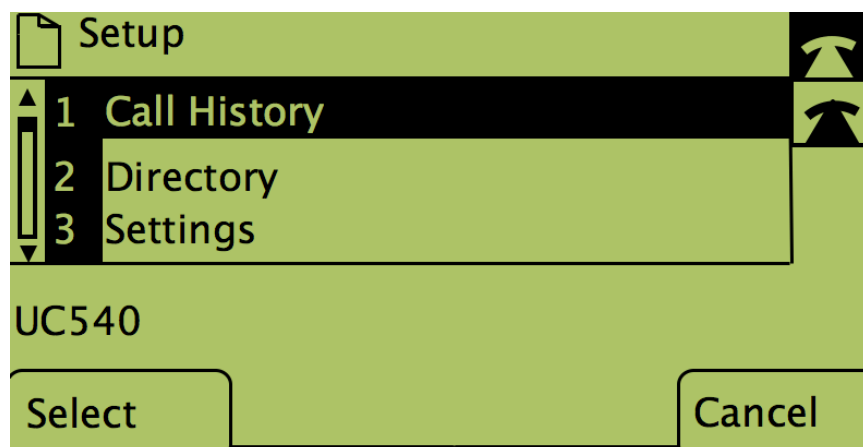 Setup
1 Call History
2 Directory
3 Settings
UC540
Select Cancel